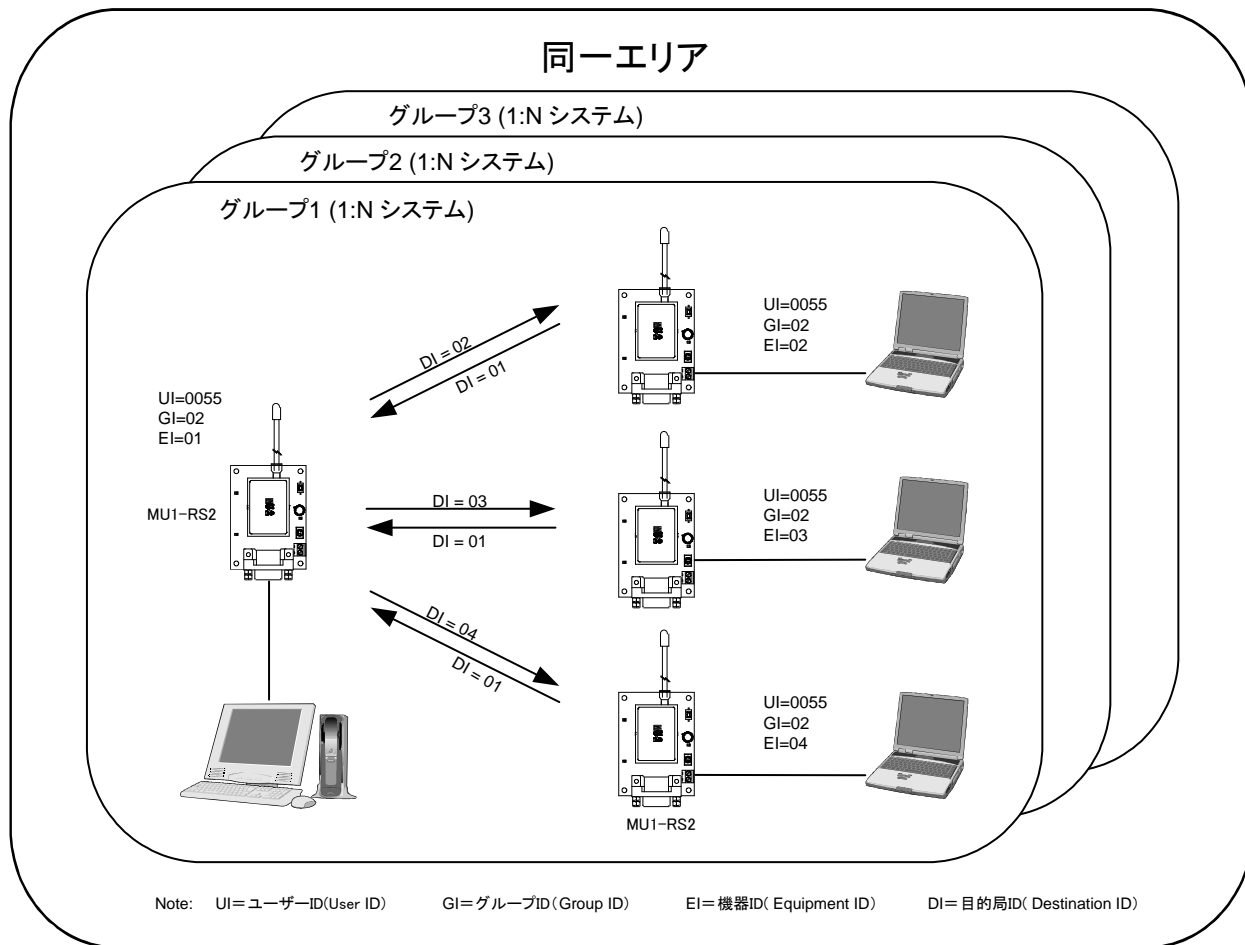 同一エリア
グループ3 (1:N システム)
グループ2 (1:N システム)
グループ1 (1:N システム)
UI=0055
GI=02
EI=02
DI = 02
DI = 01
UI=0055
GI=02
EI=01
MU1-RS2
DI = 03
DI = 01
UI=0055
GI=02
EI=03
DI = 04
DI = 01
UI=0055
GI=02
EI=04
MU1-RS2
Note: UI=ユーザーID(User ID) GI=グループID(Group ID) EI=機器ID( Equipment ID) DI=目的局ID( Destination ID)